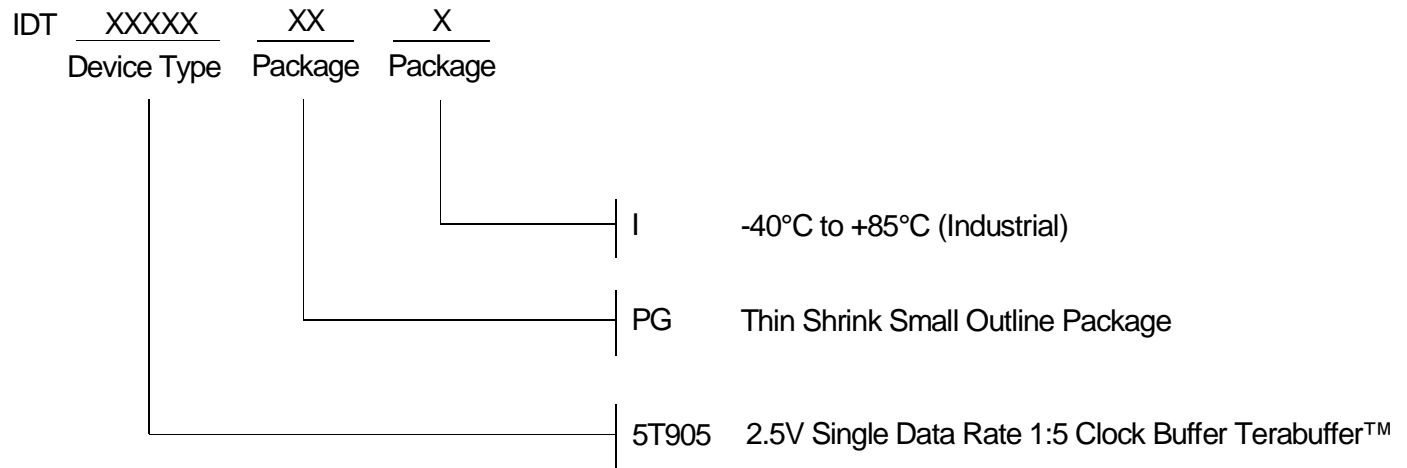 IDT XXXXX XX X
Device Type Package Package
I -40°C to +85°C (Industrial)
PG Thin Shrink Small Outline Package
5T905 2.5V Single Data Rate 1:5 Clock Buffer Terabuffer™